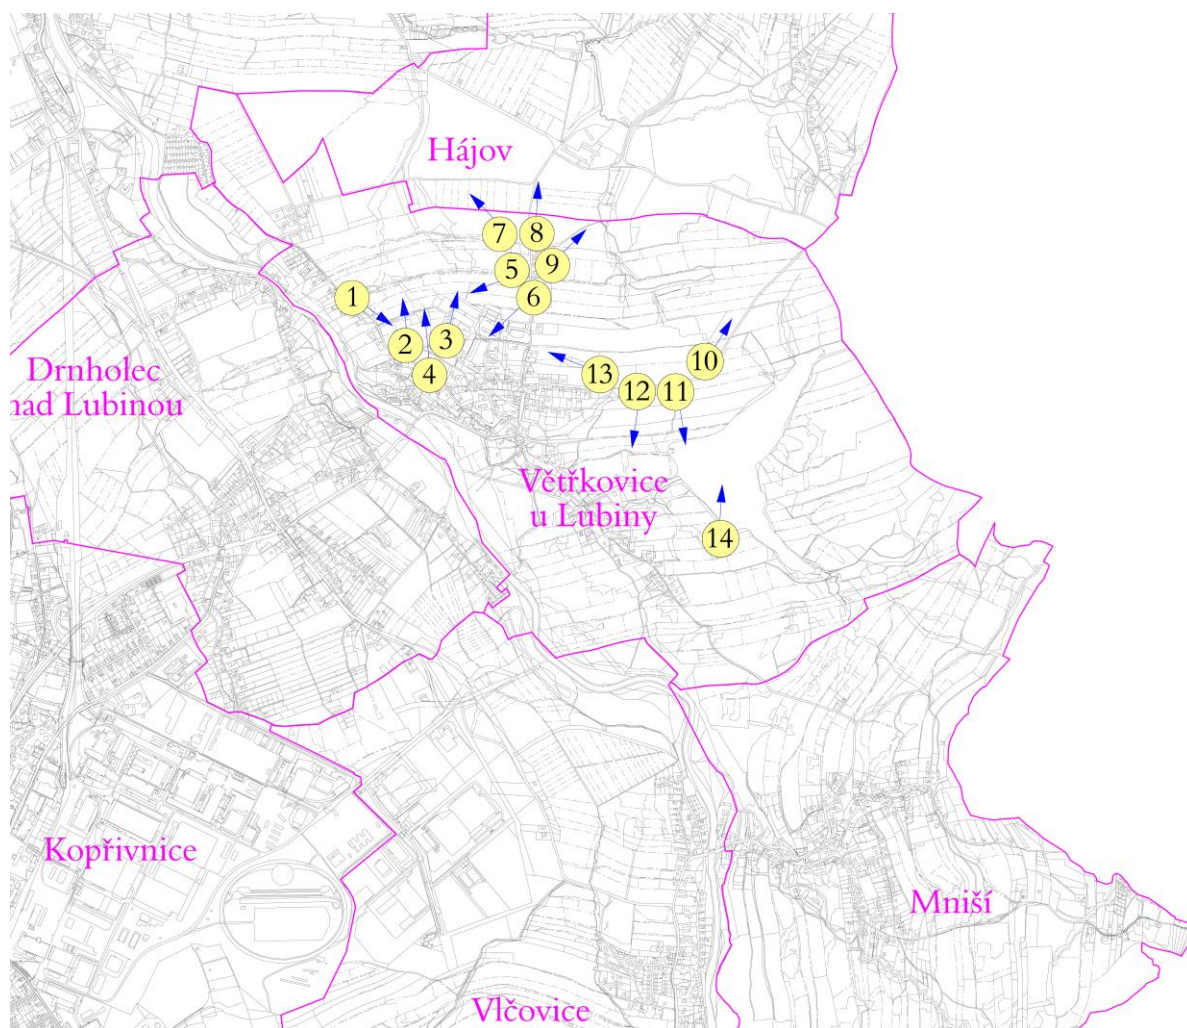 Hájov
7
8
9
5
6
1
2
3
4
10
13
12
11
Drnholec
nad Lubinou
Větřkovice
u Lubiny
14
Kopřivnice
Mniší
Vlčovice